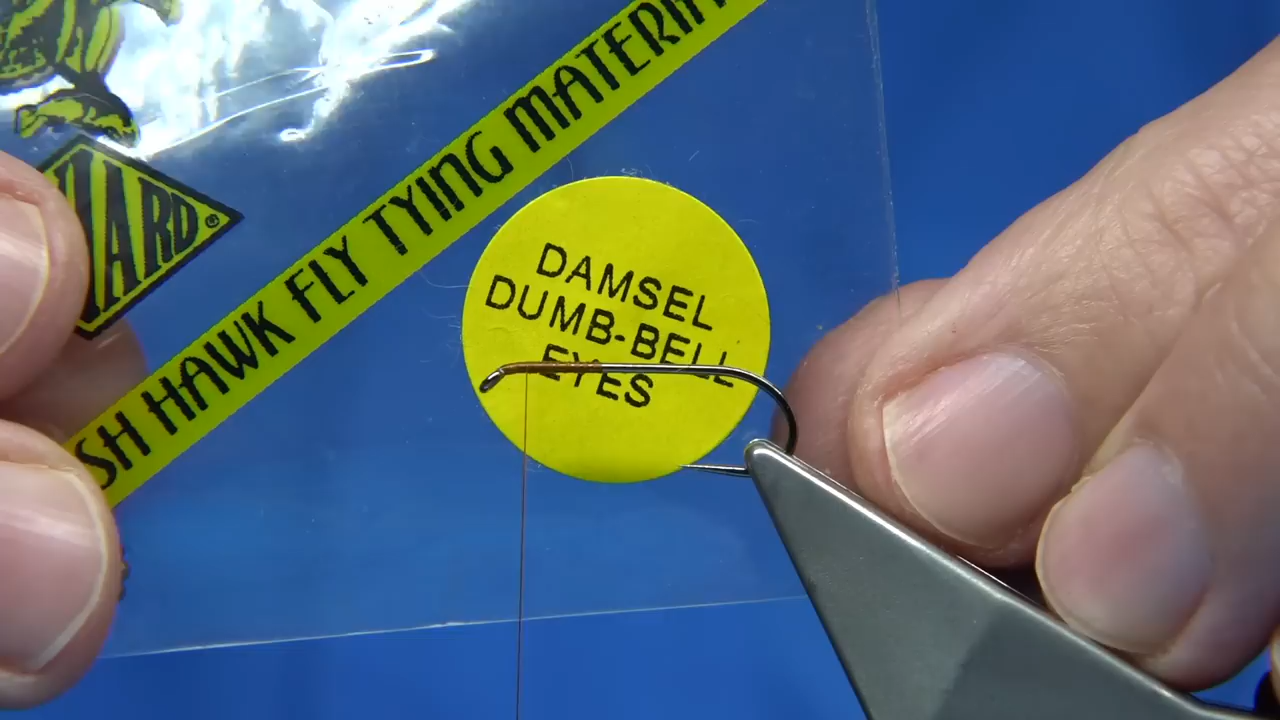 SH HAWK FLY TYING MATERI
ARD®
DAMSEL
DUMB-BELL
EYES